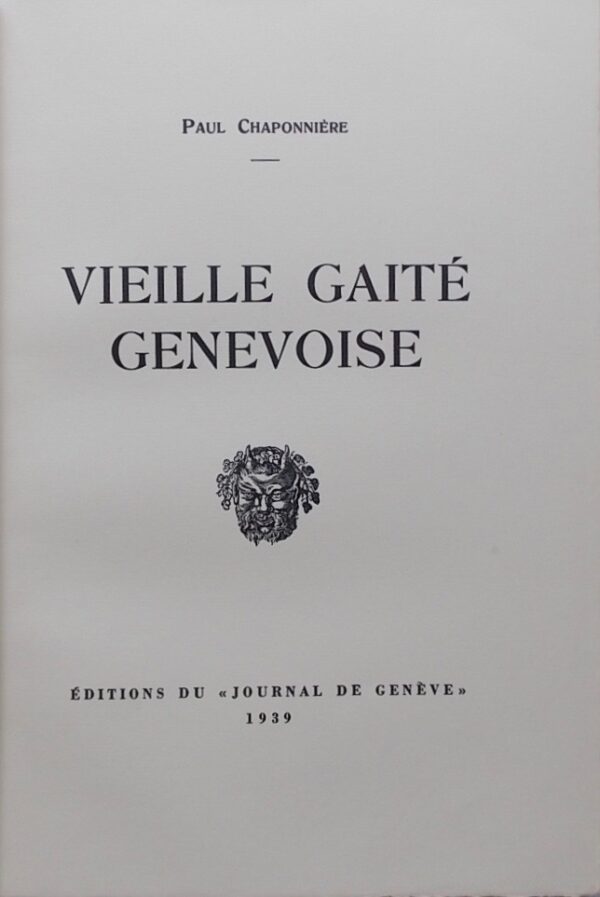 PAUL CHAPONNIÈRE
VIEILLE GAITÉ
GENEVOISE
ÉDITIONS DU «JOURNAL DE GENÈVE»
1939